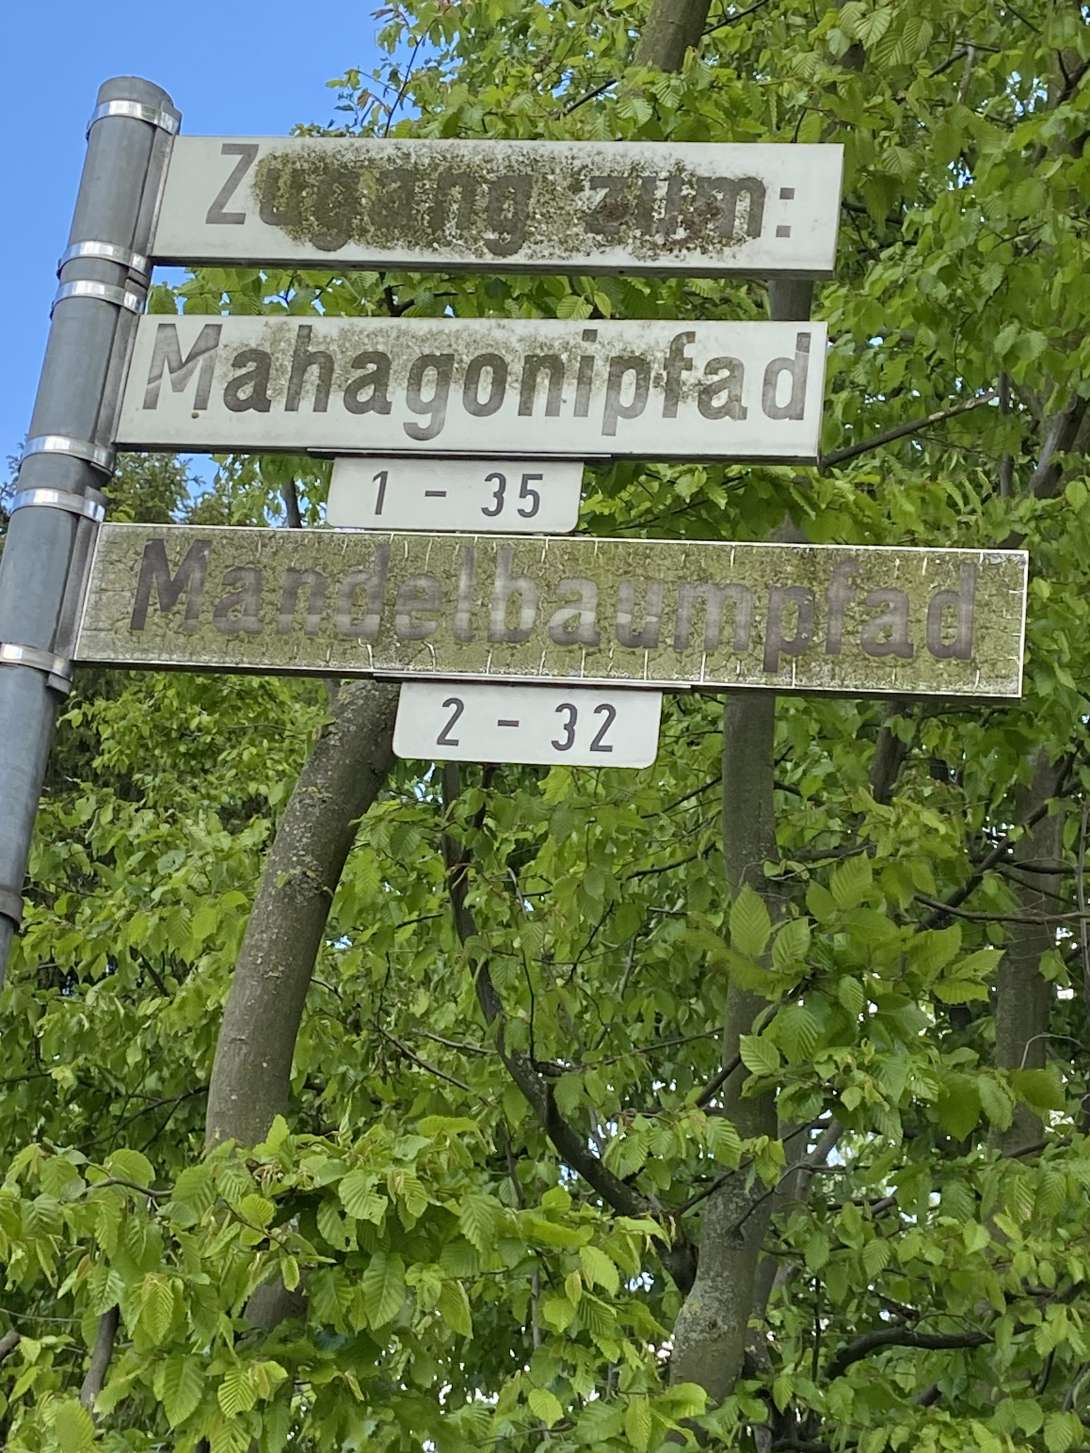 Zugang zum:
Mahagonipfad
1 - 35
Mandelbaumpfad
2 - 32